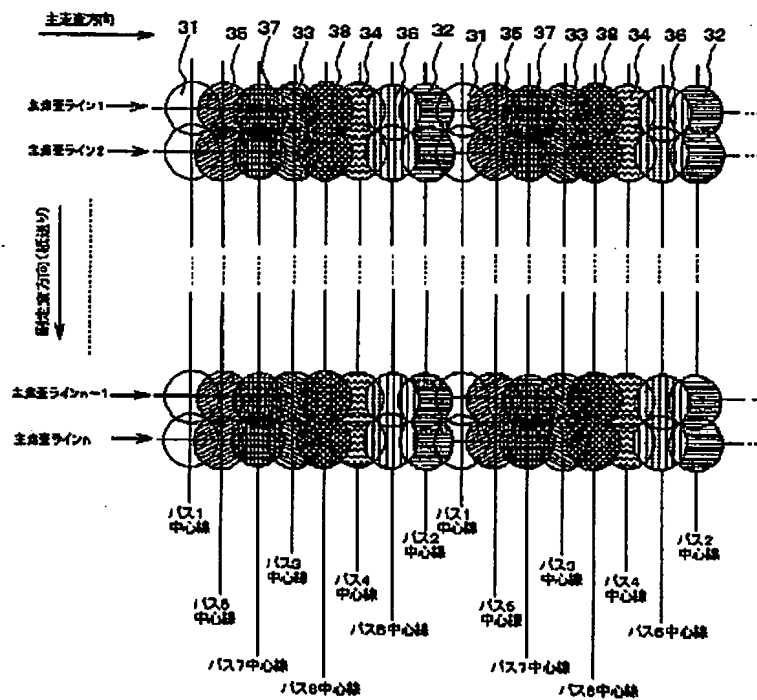 主走査方向
31 35 37 33 38 34 36 32 31 35 37 33 38 34 36 32
主走査ライン1
主走査ライン2
副走査方向(紙送り)
主走査ラインn-1
主走査ラインn
パス1
中心線
パス2
中心線
パス1
中心線
パス2
中心線
パス3
中心線
パス4
中心線
パス3
中心線
パス4
中心線
パス5
中心線
パス6中心線
パス5
中心線
パス6中心線
パス7中心線
パス8中心線
パス7中心線
パス8中心線